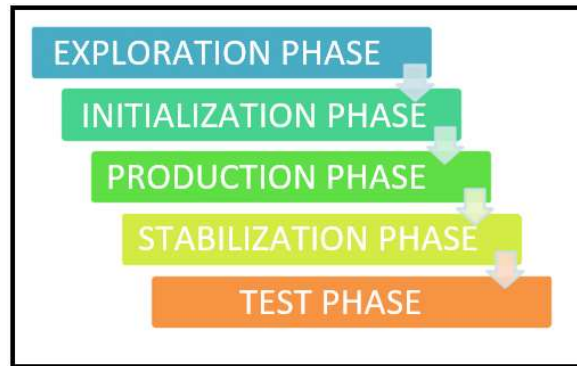 EXPLORATION PHASE
INITIALIZATION PHASE
PRODUCTION PHASE
STABILIZATION PHASE
TEST PHASE